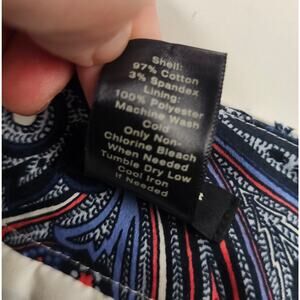 Shell:
97% Cotton
3% Spandex
Lining:
100% Polyester
Machine Wash
Cold
Only Non-
Chlorine Bleach
When Needed
Tumble Dry Low
Cool Iron
If Needed